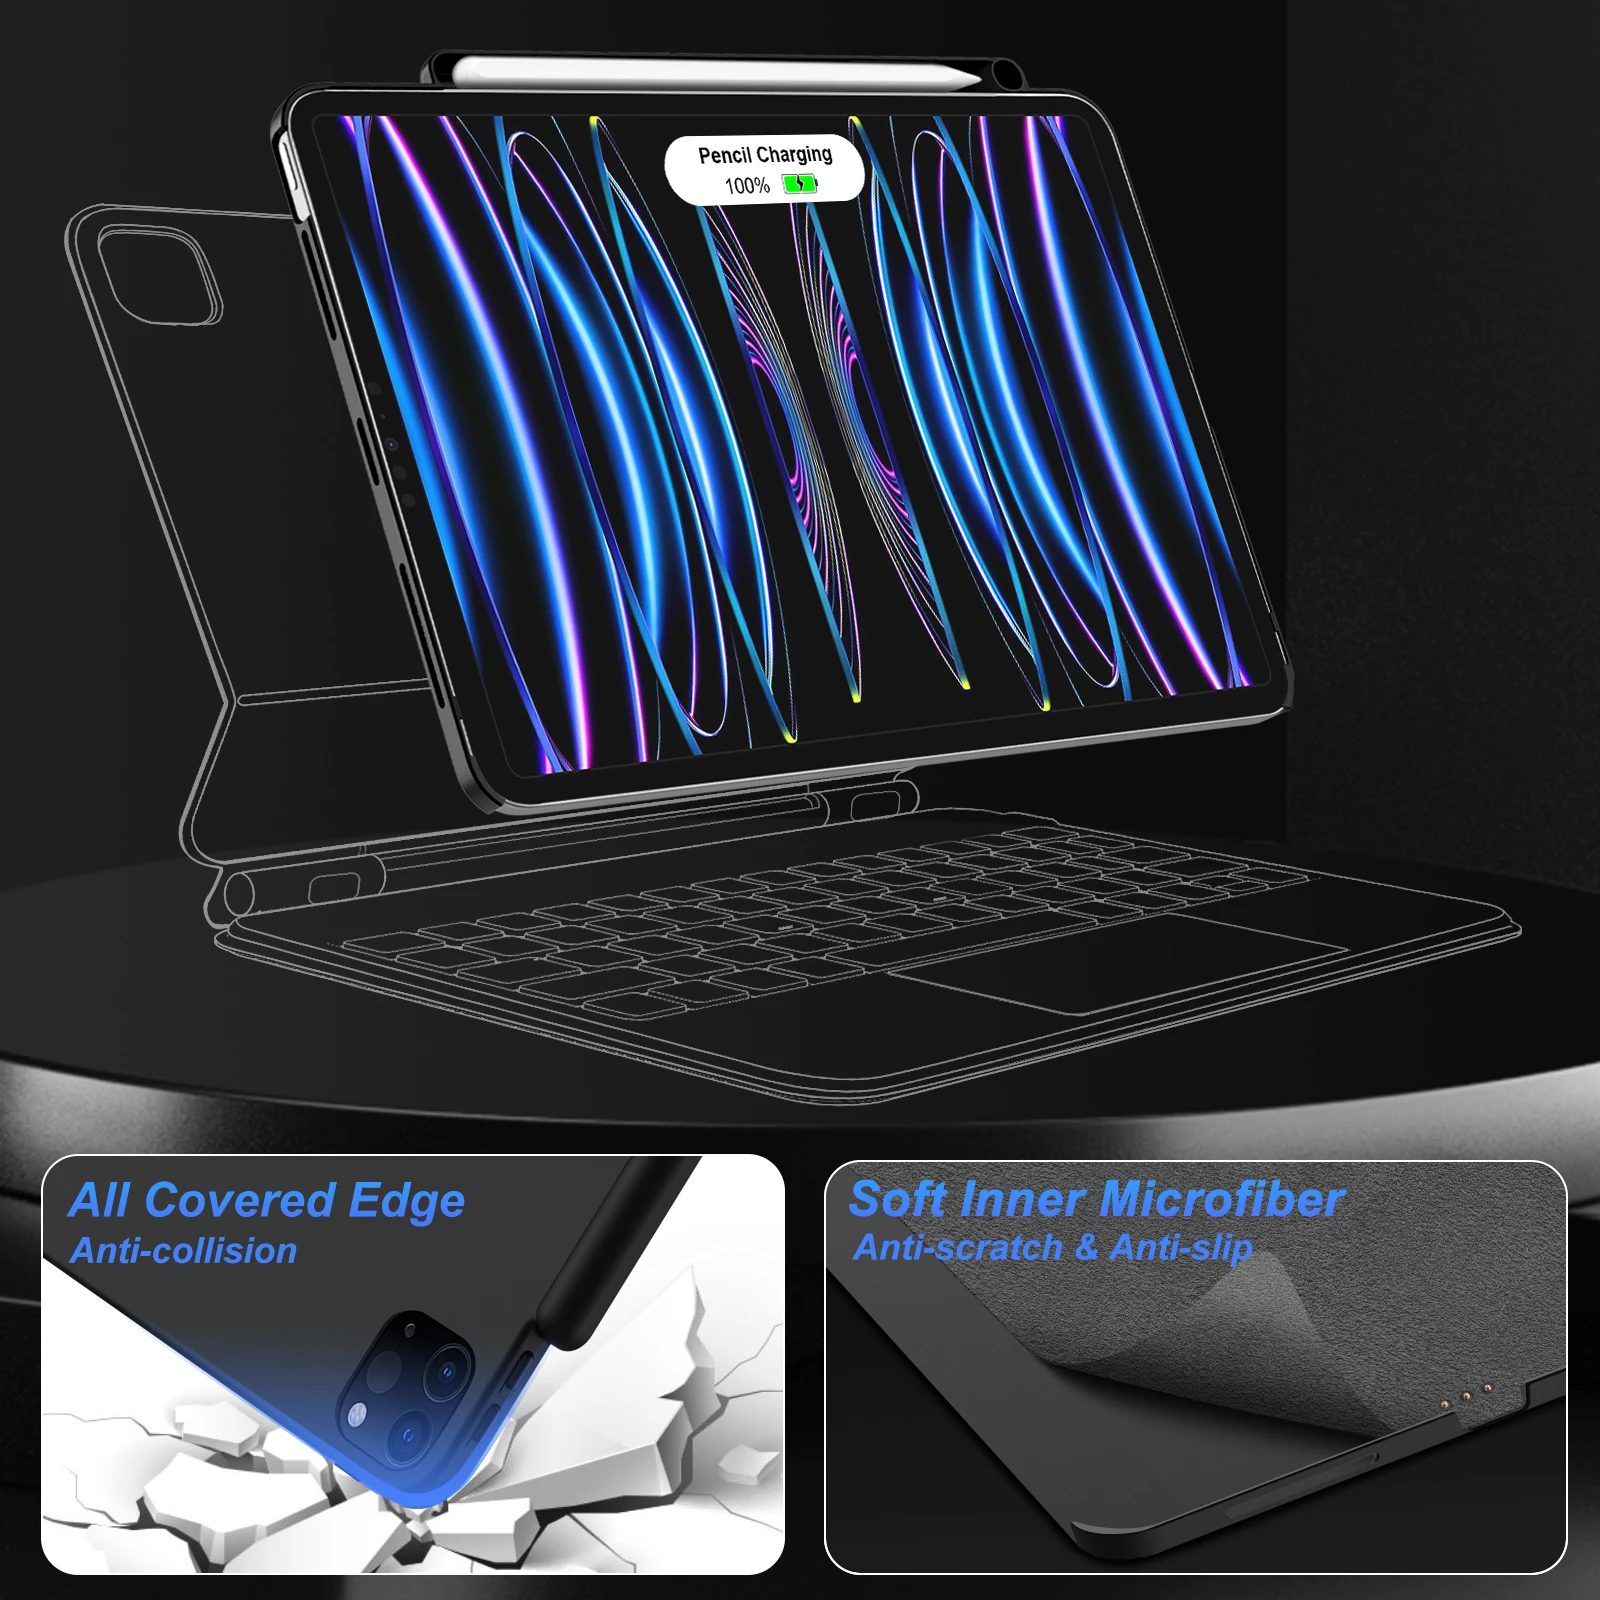 Pencil Charging
100%
All Covered Edge
Anti-collision
Soft Inner Microfiber
Anti-scratch & Anti-slip